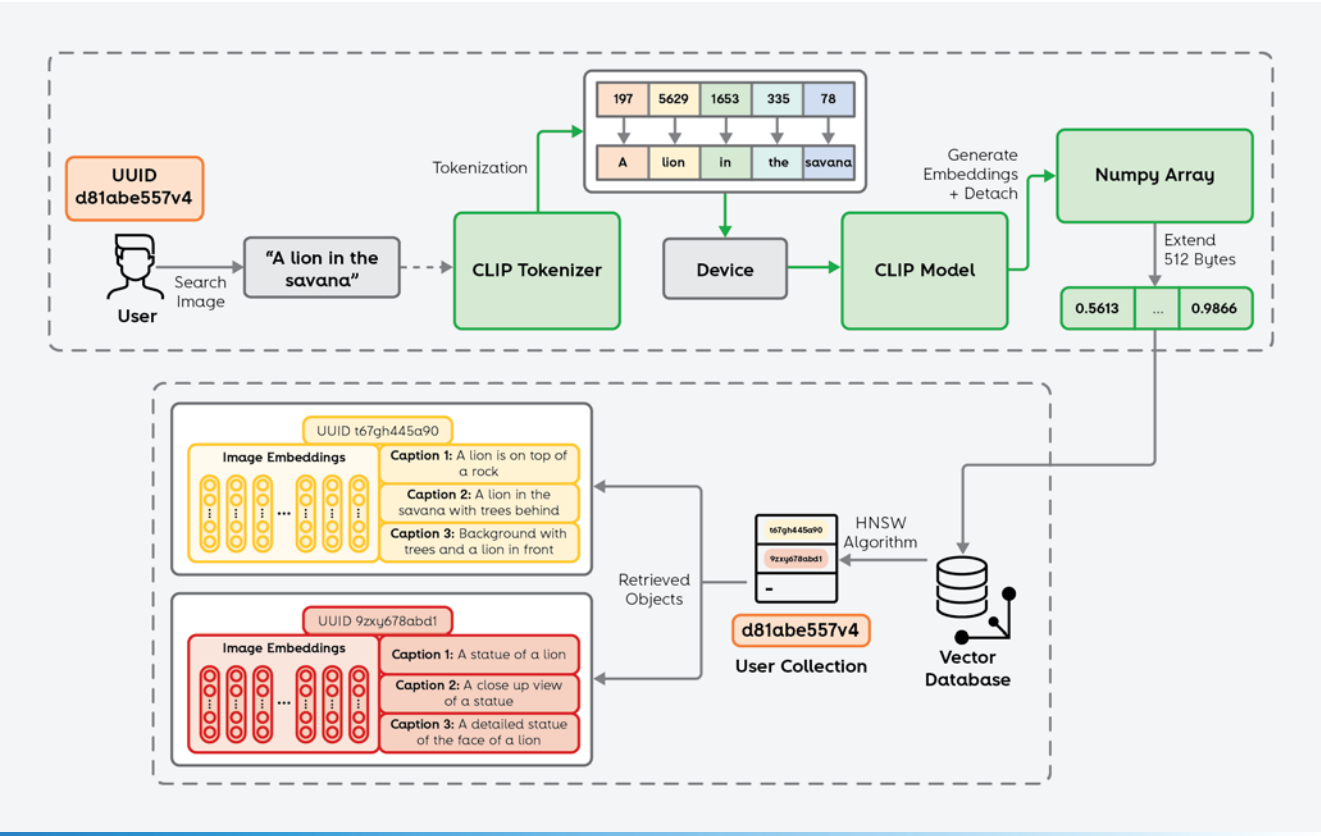 UUID
d81abe557v4
User
Search
Image
“A lion in the
savana”
CLIP Tokenizer
Tokenization
197 5629 1653 335 78
A lion in the savana
Device
CLIP Model
Generate
Embeddings
+ Detach
Numpy Array
Extend
512 Bytes
0.5613 ... 0.9866
UUID t67gh445a90
Image Embeddings
...
Caption 1: A lion is on top of
a rock
Caption 2: A lion in the
savana with trees behind
Caption 3: Background with
trees and a lion in front
UUID 9zxy678abd1
Image Embeddings
...
Caption 1: A statue of a lion
Caption 2: A close up view
of a statue
Caption 3: A detailed statue
of the face of a lion
Retrieved
Objects
t67gh445a90
9zxy678abd1
-
d81abe557v4
User Collection
HNSW
Algorithm
Vector
Database